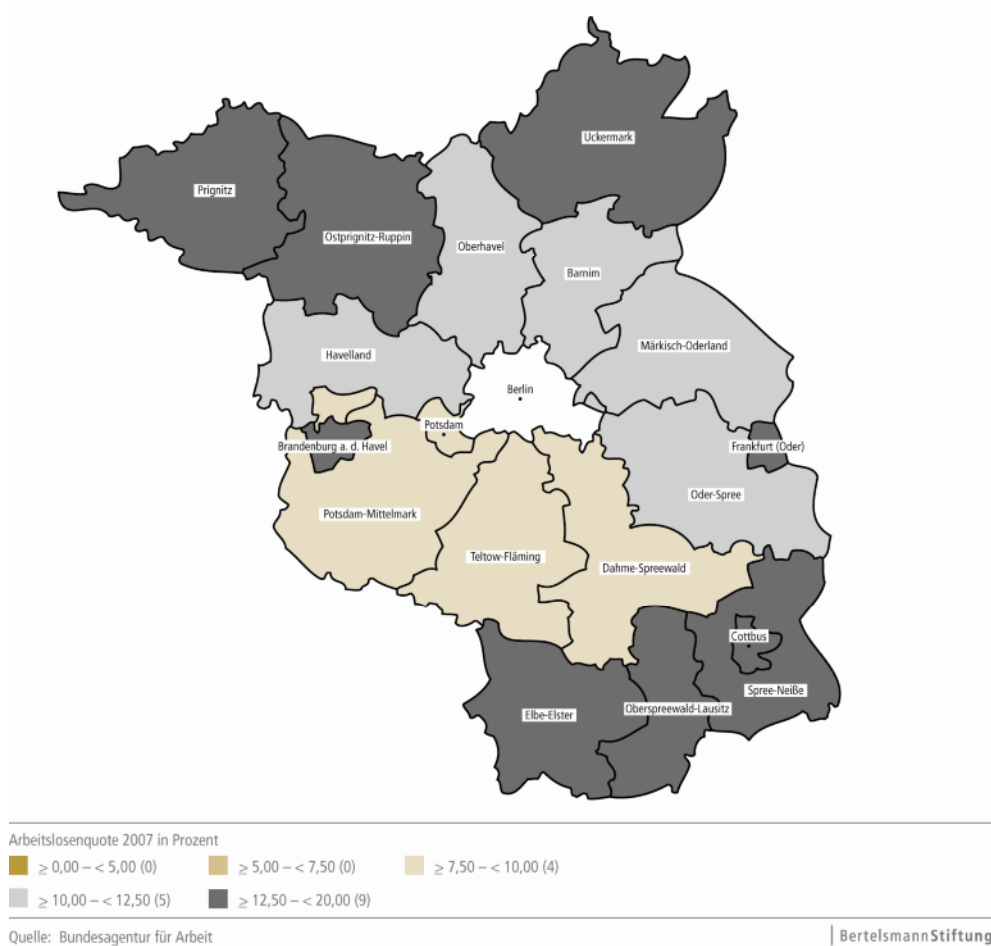 Uckermark
Prignitz
Ostprignitz-Ruppin
Oberhavel
Barnim
Havelland
Märkisch-Oderland
Berlin
Potsdam
Brandenburg a. d. Havel
Frankfurt (Oder)
Oder-Spree
Potsdam-Mittelmark
Teltow-Fläming
Dahme-Spreewald
Cottbus
Spree-Neiße
Elbe-Elster
Oberspreewald-Lausitz
Arbeitslosenquote 2007 in Prozent
≥ 0,00 – < 5,00 (0) ≥ 5,00 – < 7,50 (0) ≥ 7,50 – < 10,00 (4)
≥ 10,00 – < 12,50 (5) ≥ 12,50 – < 20,00 (9)
Quelle: Bundesagentur für Arbeit BertelsmannStiftung